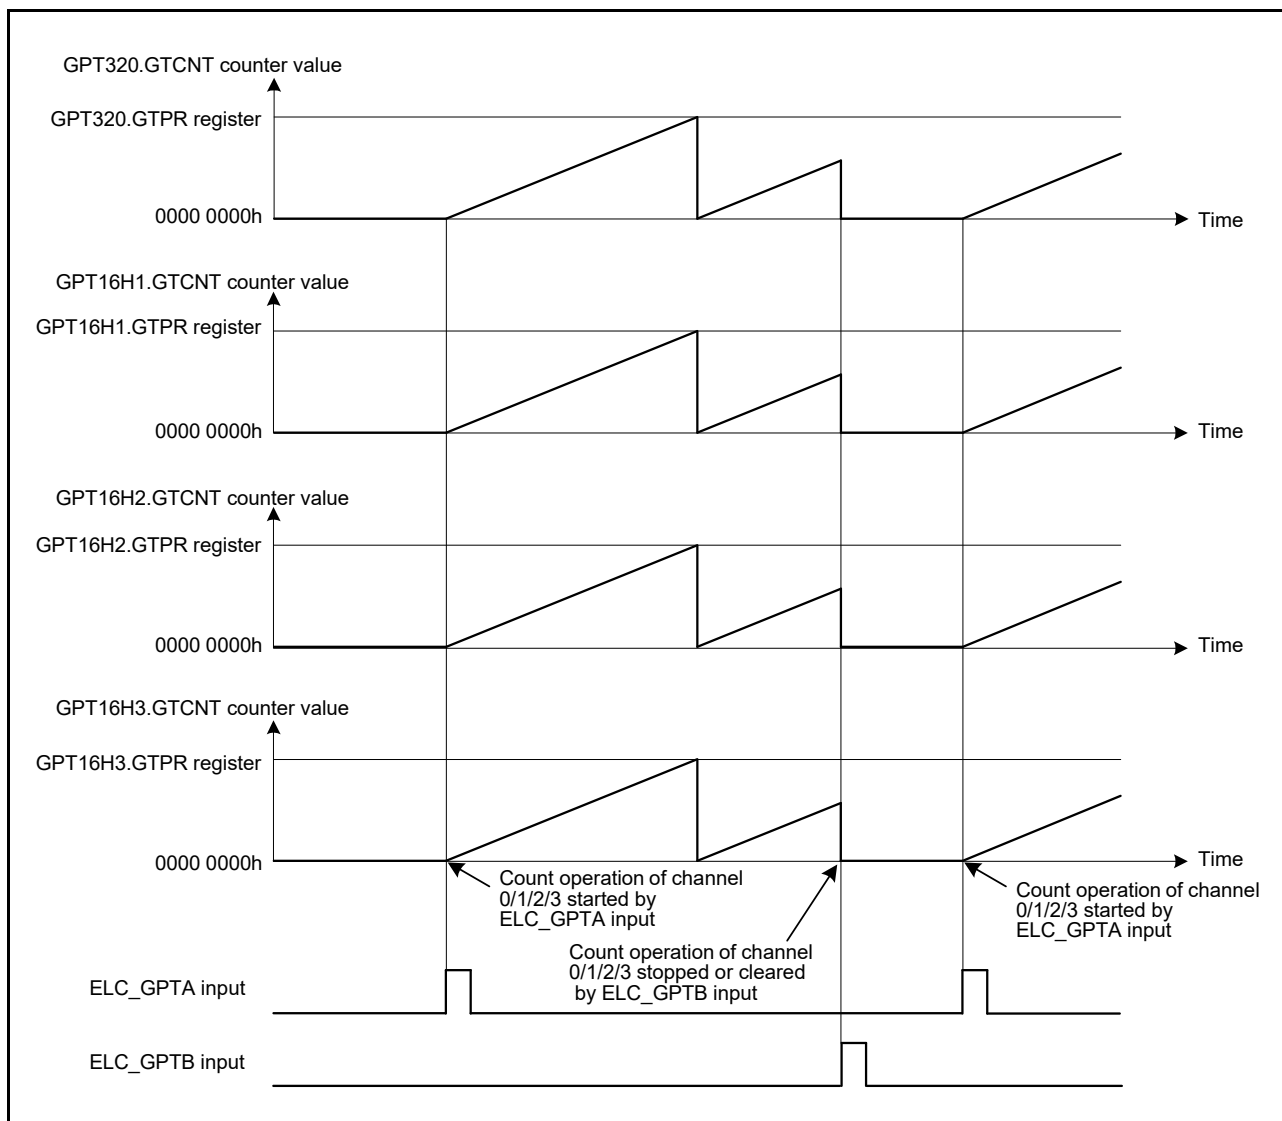 GPT320.GTCNT counter value
GPT320.GTPR register
0000 0000h
Time
GPT16H1.GTCNT counter value
GPT16H1.GTPR register
0000 0000h
Time
GPT16H2.GTCNT counter value
GPT16H2.GTPR register
0000 0000h
Time
GPT16H3.GTCNT counter value
GPT16H3.GTPR register
0000 0000h
Time
Count operation of channel
0/1/2/3 started by
ELC_GPTA input
Count operation of channel
0/1/2/3 stopped or cleared
by ELC_GPTB input
Count operation of channel
0/1/2/3 started by
ELC_GPTA input
ELC_GPTA input
ELC_GPTB input